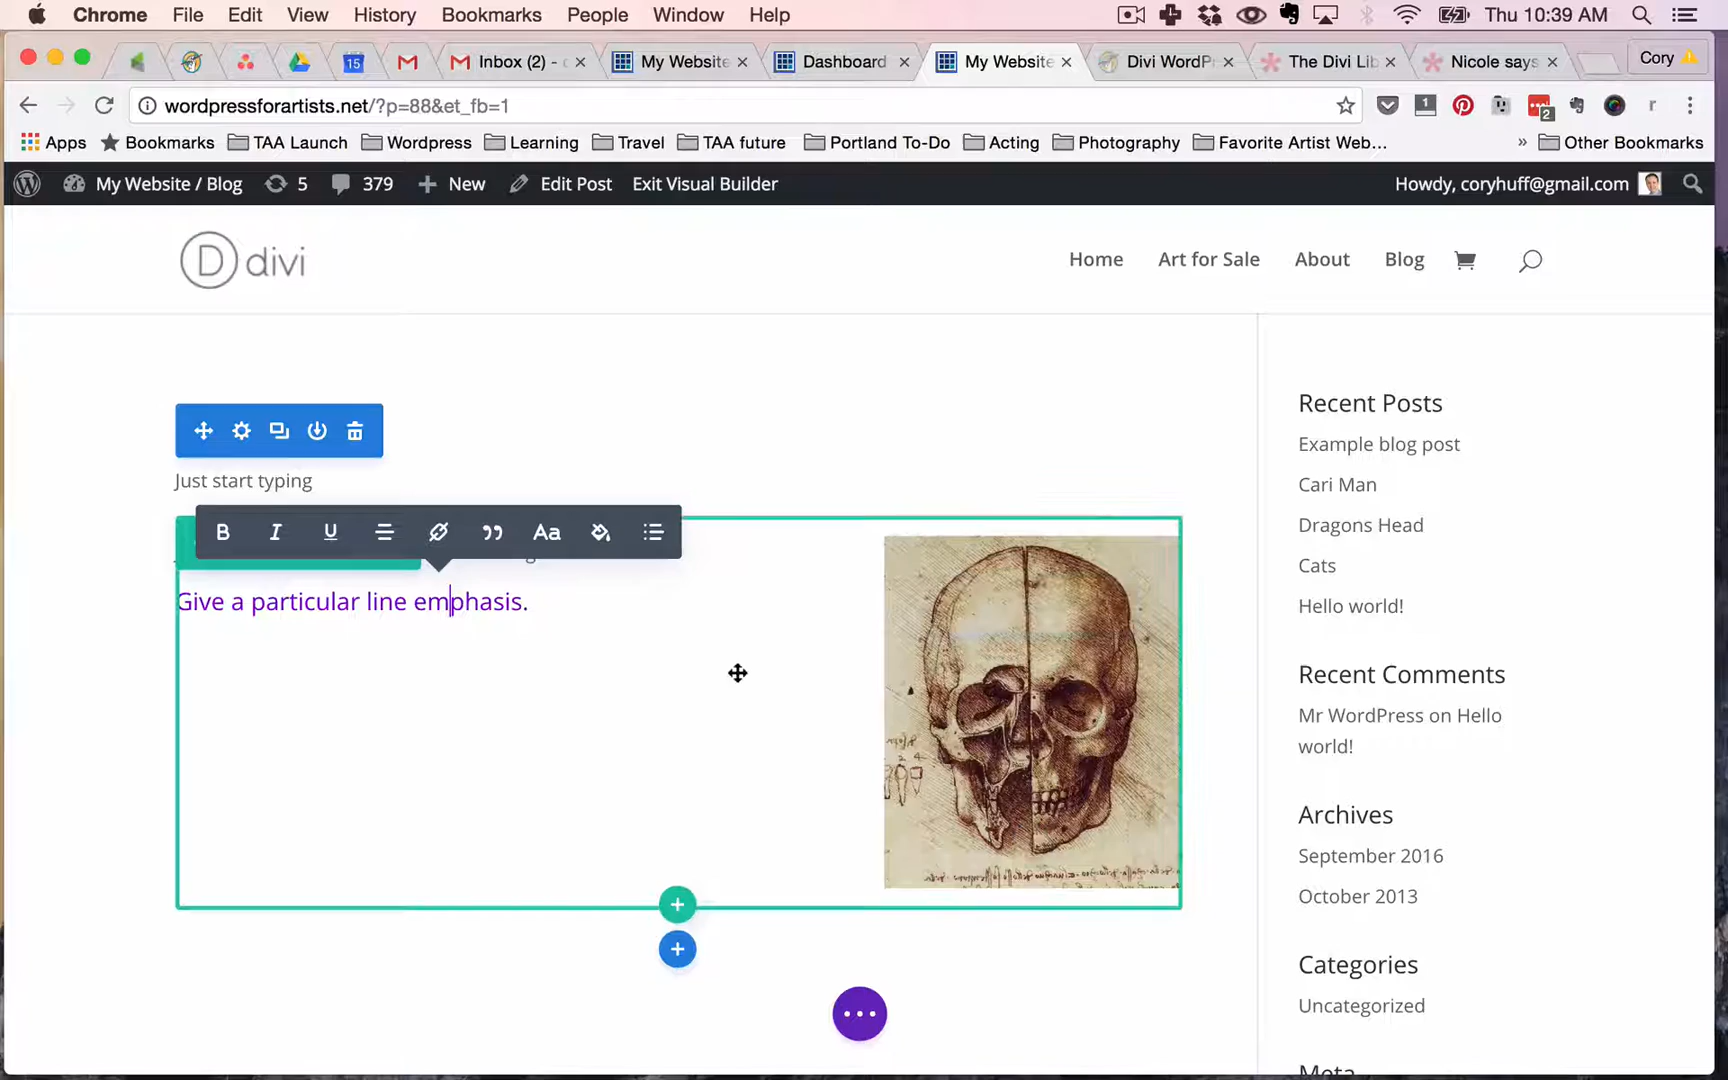 Chrome File Edit View History Bookmarks People Window Help Thu 10:39 AM
15 Inbox (2) - My Website Dashboard My Website Divi WordP The Divi Lib Nicole says Cory
wordpressforartists.net/?p=88&et_fb=1 1 2 r
Apps Bookmarks TAA Launch Wordpress Learning Travel TAA future Portland To-Do Acting Photography Favorite Artist Web... » Other Bookmarks
My Website / Blog 5 379 New Edit Post Exit Visual Builder Howdy, coryhuff@gmail.com
D divi
Home Art for Sale About Blog
Just start typing
B I U Aa
Give a particular line emphasis.
Recent Posts
Example blog post
Cari Man
Dragons Head
Cats
Hello world!
Recent Comments
Mr WordPress on Hello
world!
Archives
September 2016
October 2013
Categories
Uncategorized
Meta